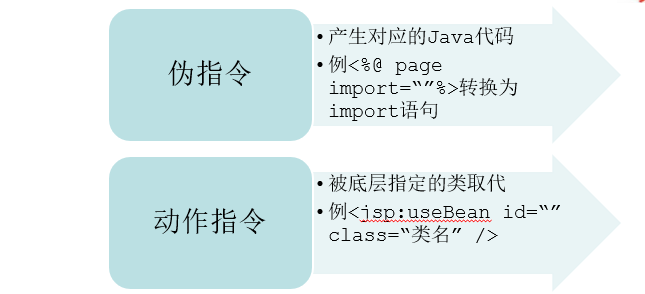 伪指令
• 产生对应的Java代码
• 例<%@ page
import=“”%>转换为
import语句
动作指令
• 被底层指定的类取代
• 例<jsp:useBean id=“”
class=“类名” />